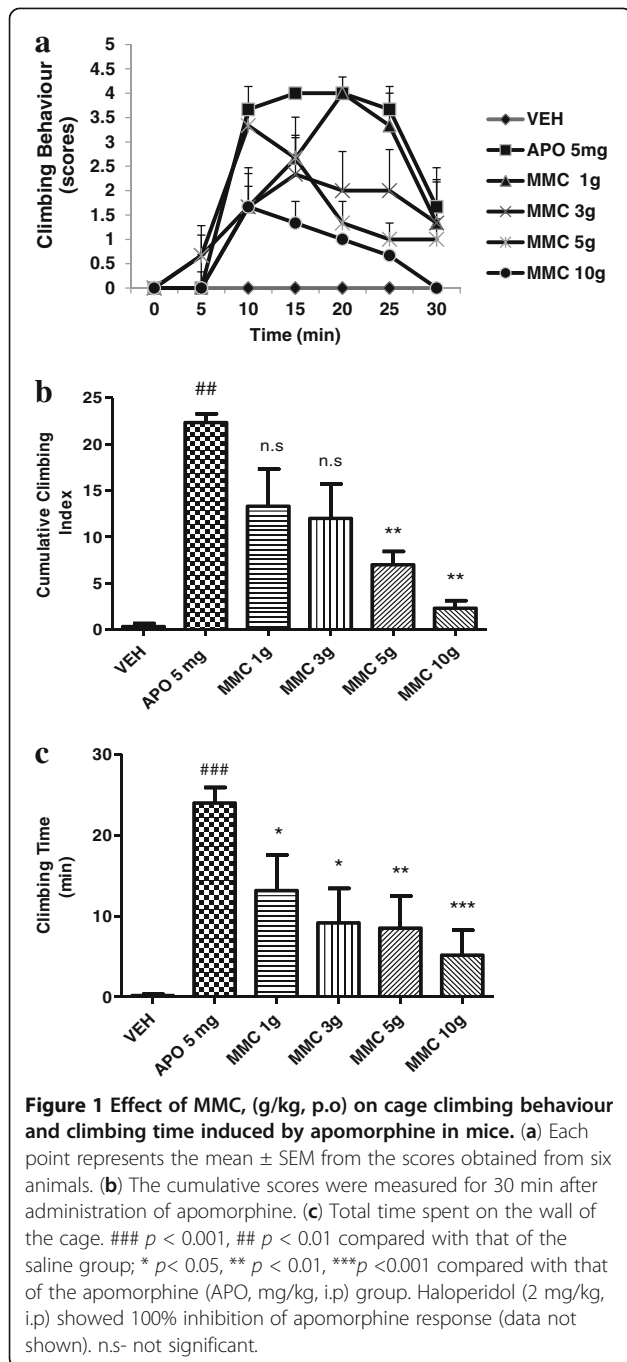 a
5
4.5
4
3.5
3
2.5
2
1.5
1
0.5
0
Climbing Behaviour
(scores)
0 5 10 15 20 25 30
Time (min)
VEH
APO 5mg
MMC 1g
MMC 3g
MMC 5g
MMC 10g
b
25
20
15
10
5
0
Cumulative Climbing
Index
##
n.s
n.s
**
**
VEH
APO 5 mg
MMC 1g
MMC 3g
MMC 5g
MMC 10g
c
30
20
10
0
Climbing Time
(min)
###
*
*
**
***
VEH
APO 5 mg
MMC 1g
MMC 3g
MMC 5g
MMC 10g
Figure 1 Effect of MMC, (g/kg, p.o) on cage climbing behaviour
and climbing time induced by apomorphine in mice. (a) Each
point represents the mean ± SEM from the scores obtained from six
animals. (b) The cumulative scores were measured for 30 min after
administration of apomorphine. (c) Total time spent on the wall of
the cage. ### p < 0.001, ## p < 0.01 compared with that of the
saline group; * p< 0.05, ** p < 0.01, ***p <0.001 compared with that
of the apomorphine (APO, mg/kg, i.p) group. Haloperidol (2 mg/kg,
i.p) showed 100% inhibition of apomorphine response (data not
shown). n.s- not significant.